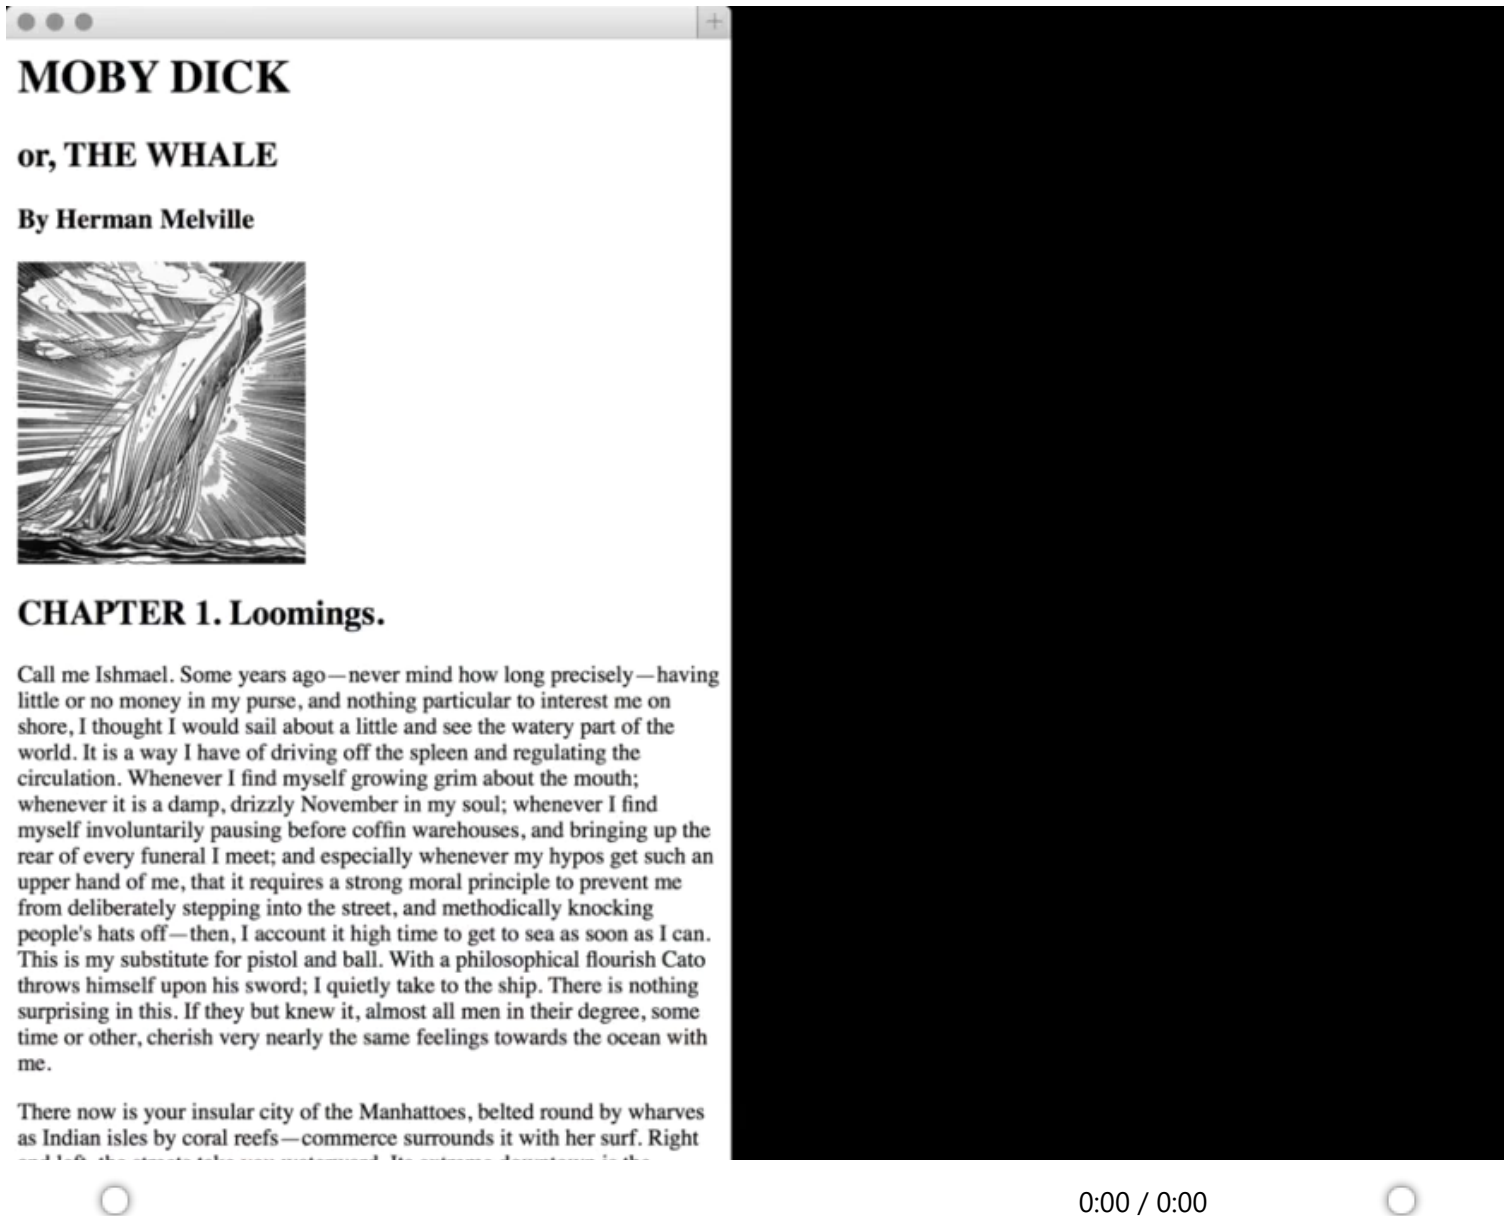 MOBY DICK
or, THE WHALE
By Herman Melville
CHAPTER 1. Loomings.
Call me Ishmael. Some years ago—never mind how long precisely—having
little or no money in my purse, and nothing particular to interest me on
shore, I thought I would sail about a little and see the watery part of the
world. It is a way I have of driving off the spleen and regulating the
circulation. Whenever I find myself growing grim about the mouth;
whenever it is a damp, drizzly November in my soul; whenever I find
myself involuntarily pausing before coffin warehouses, and bringing up the
rear of every funeral I meet; and especially whenever my hypos get such an
upper hand of me, that it requires a strong moral principle to prevent me
from deliberately stepping into the street, and methodically knocking
people's hats off—then, I account it high time to get to sea as soon as I can.
This is my substitute for pistol and ball. With a philosophical flourish Cato
throws himself upon his sword; I quietly take to the ship. There is nothing
surprising in this. If they but knew it, almost all men in their degree, some
time or other, cherish very nearly the same feelings towards the ocean with
me.
There now is your insular city of the Manhattoes, belted round by wharves
as Indian isles by coral reefs—commerce surrounds it with her surf. Right
0:00 / 0:00